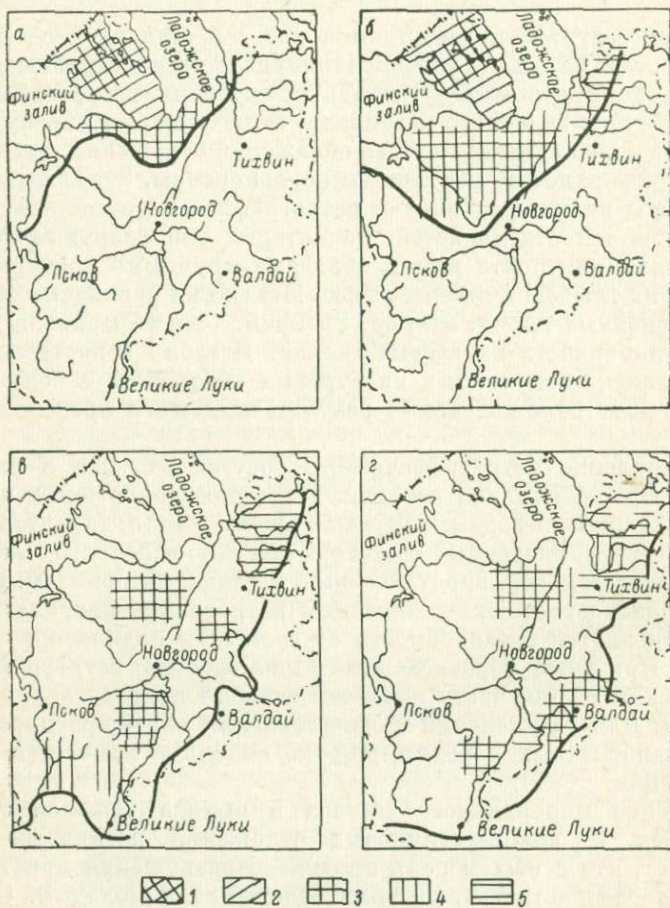 а
Ладожское озеро
Финский залив
Тихвин
Новгород
Псков
Валдай
Великие Луки
б
Ладожское озеро
Финский залив
Тихвин
Новгород
Псков
Валдай
Великие Луки
в
Ладожское озеро
Финский залив
Тихвин
Новгород
Псков
Валдай
Великие Луки
г
Ладожское озеро
Финский залив
Тихвин
Новгород
Псков
Валдай
Великие Луки
1 2 3 4 5